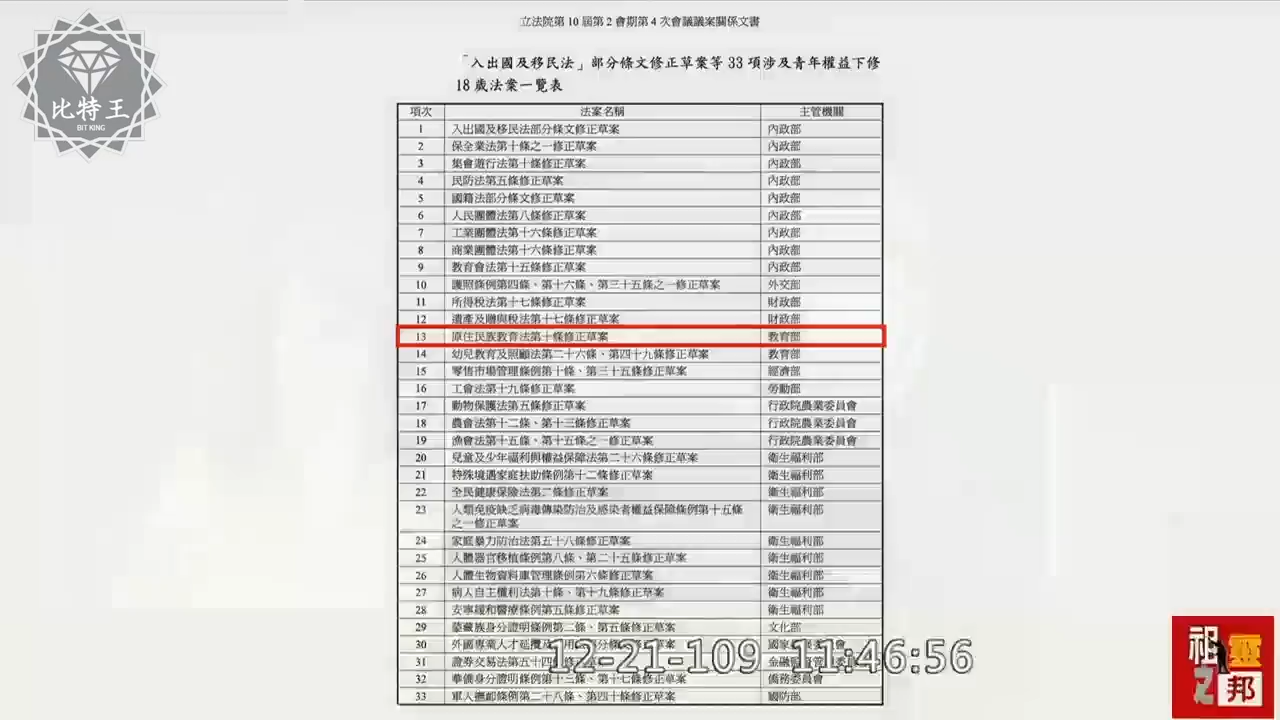 立法院第 10 屆第 2 會期第 4 次會議議案關係文書
「入出國及移民法」部分條文修正草案等 33 項涉及青年權益下修
18 歲法案一覽表
項次 法案名稱 主管機關
1 入出國及移民法部分條文修正草案 內政部
2 保全業法第十條之一修正草案 內政部
3 集會遊行法第十條修正草案 內政部
4 民防法第五條修正草案 內政部
5 國籍法部分條文修正草案 內政部
6 人民團體法第八條修正草案 內政部
7 工業團體法第十六條修正草案 內政部
8 商業團體法第十六條修正草案 內政部
9 教育會法第十五條修正草案 內政部
10 護照條例第四條、第十六條、第三十五條之一修正草案 外交部
11 所得稅法第十七條修正草案 財政部
12 遺產及贈與稅法第十七條修正草案 財政部
13 原住民族教育法第十條修正草案 教育部
14 幼兒教育及照顧法第二十六條、第四十九條修正草案 教育部
15 零售市場管理條例第十條、第三十五條修正草案 經濟部
16 工會法第十九條修正草案 勞動部
17 動物保護法第五條修正草案 行政院農業委員會
18 農會法第十二條、第十三條修正草案 行政院農業委員會
19 漁會法第十五條、第十五條之一修正草案 行政院農業委員會
20 兒童及少年福利與權益保障法第二十六條修正草案 衛生福利部
21 特殊境遇家庭扶助條例第十二條修正草案 衛生福利部
22 全民健康保險法第二條修正草案 衛生福利部
23 人類免疫缺乏病毒傳染防治及感染者權益保障條例第十五條 衛生福利部
之一修正草案
24 家庭暴力防治法第五十八條修正草案 衛生福利部
25 人體器官移植條例第八條、第二十五條修正草案 衛生福利部
26 人體生物資料庫管理條例第六條修正草案 衛生福利部
27 病人自主權利法第十條、第十九條修正草案 衛生福利部
28 安寧緩和醫療條例第五條修正草案 衛生福利部
29 蒙藏族身分證明條例第二條、第五條修正草案 文化部
30 外國專業人才延攬及 用 部分條 國家 會
31 證券交易法第五十四 修正草案 金融 管
32 華僑身分證明條例第十三條、第十七條修正草案 僑務委員會
33 軍人撫卹條例第二十八條、第四十條修正草案 國防部
12-21-109 11:46:56
比特王
BIT KING
祖
靈
之
邦